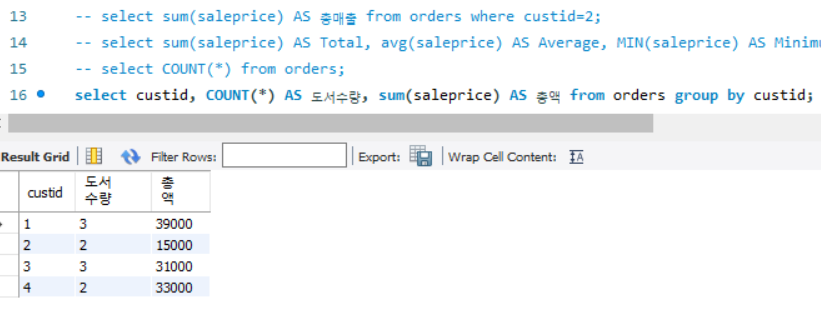 13 -- select sum(saleprice) AS 총매출 from orders where custid=2;
14 -- select sum(saleprice) AS Total, avg(saleprice) AS Average, MIN(saleprice) AS Minimu
15 -- select COUNT(*) from orders;
16 select custid, COUNT(*) AS 도서수량, sum(saleprice) AS 총액 from orders group by custid;
Result Grid Filter Rows: Export: Wrap Cell Content: IA
custid 도서수량 총액
1 3 39000
2 2 15000
3 3 31000
4 2 33000